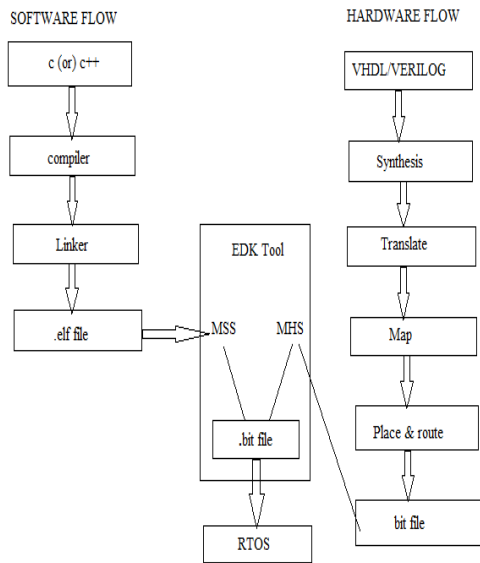 SOFTWARE FLOW
c (or) c++
compiler
Linker
.elf file
EDK Tool
MSS
MHS
.bit file
RTOS
HARDWARE FLOW
VHDL/VERILOG
Synthesis
Translate
Map
Place & route
bit file